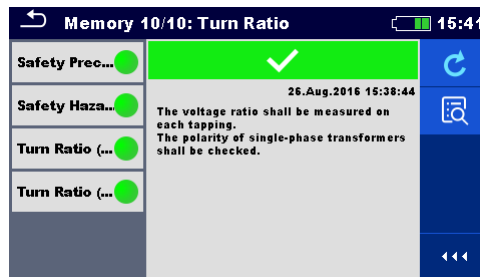 Memory 10/10: Turn Ratio 15:41
Safety Prec...
Safety Haza...
Turn Ratio (...
Turn Ratio (...
26.Aug.2016 15:38:44
The voltage ratio shall be measured on
each tapping.
The polarity of single-phase transformers
shall be checked.